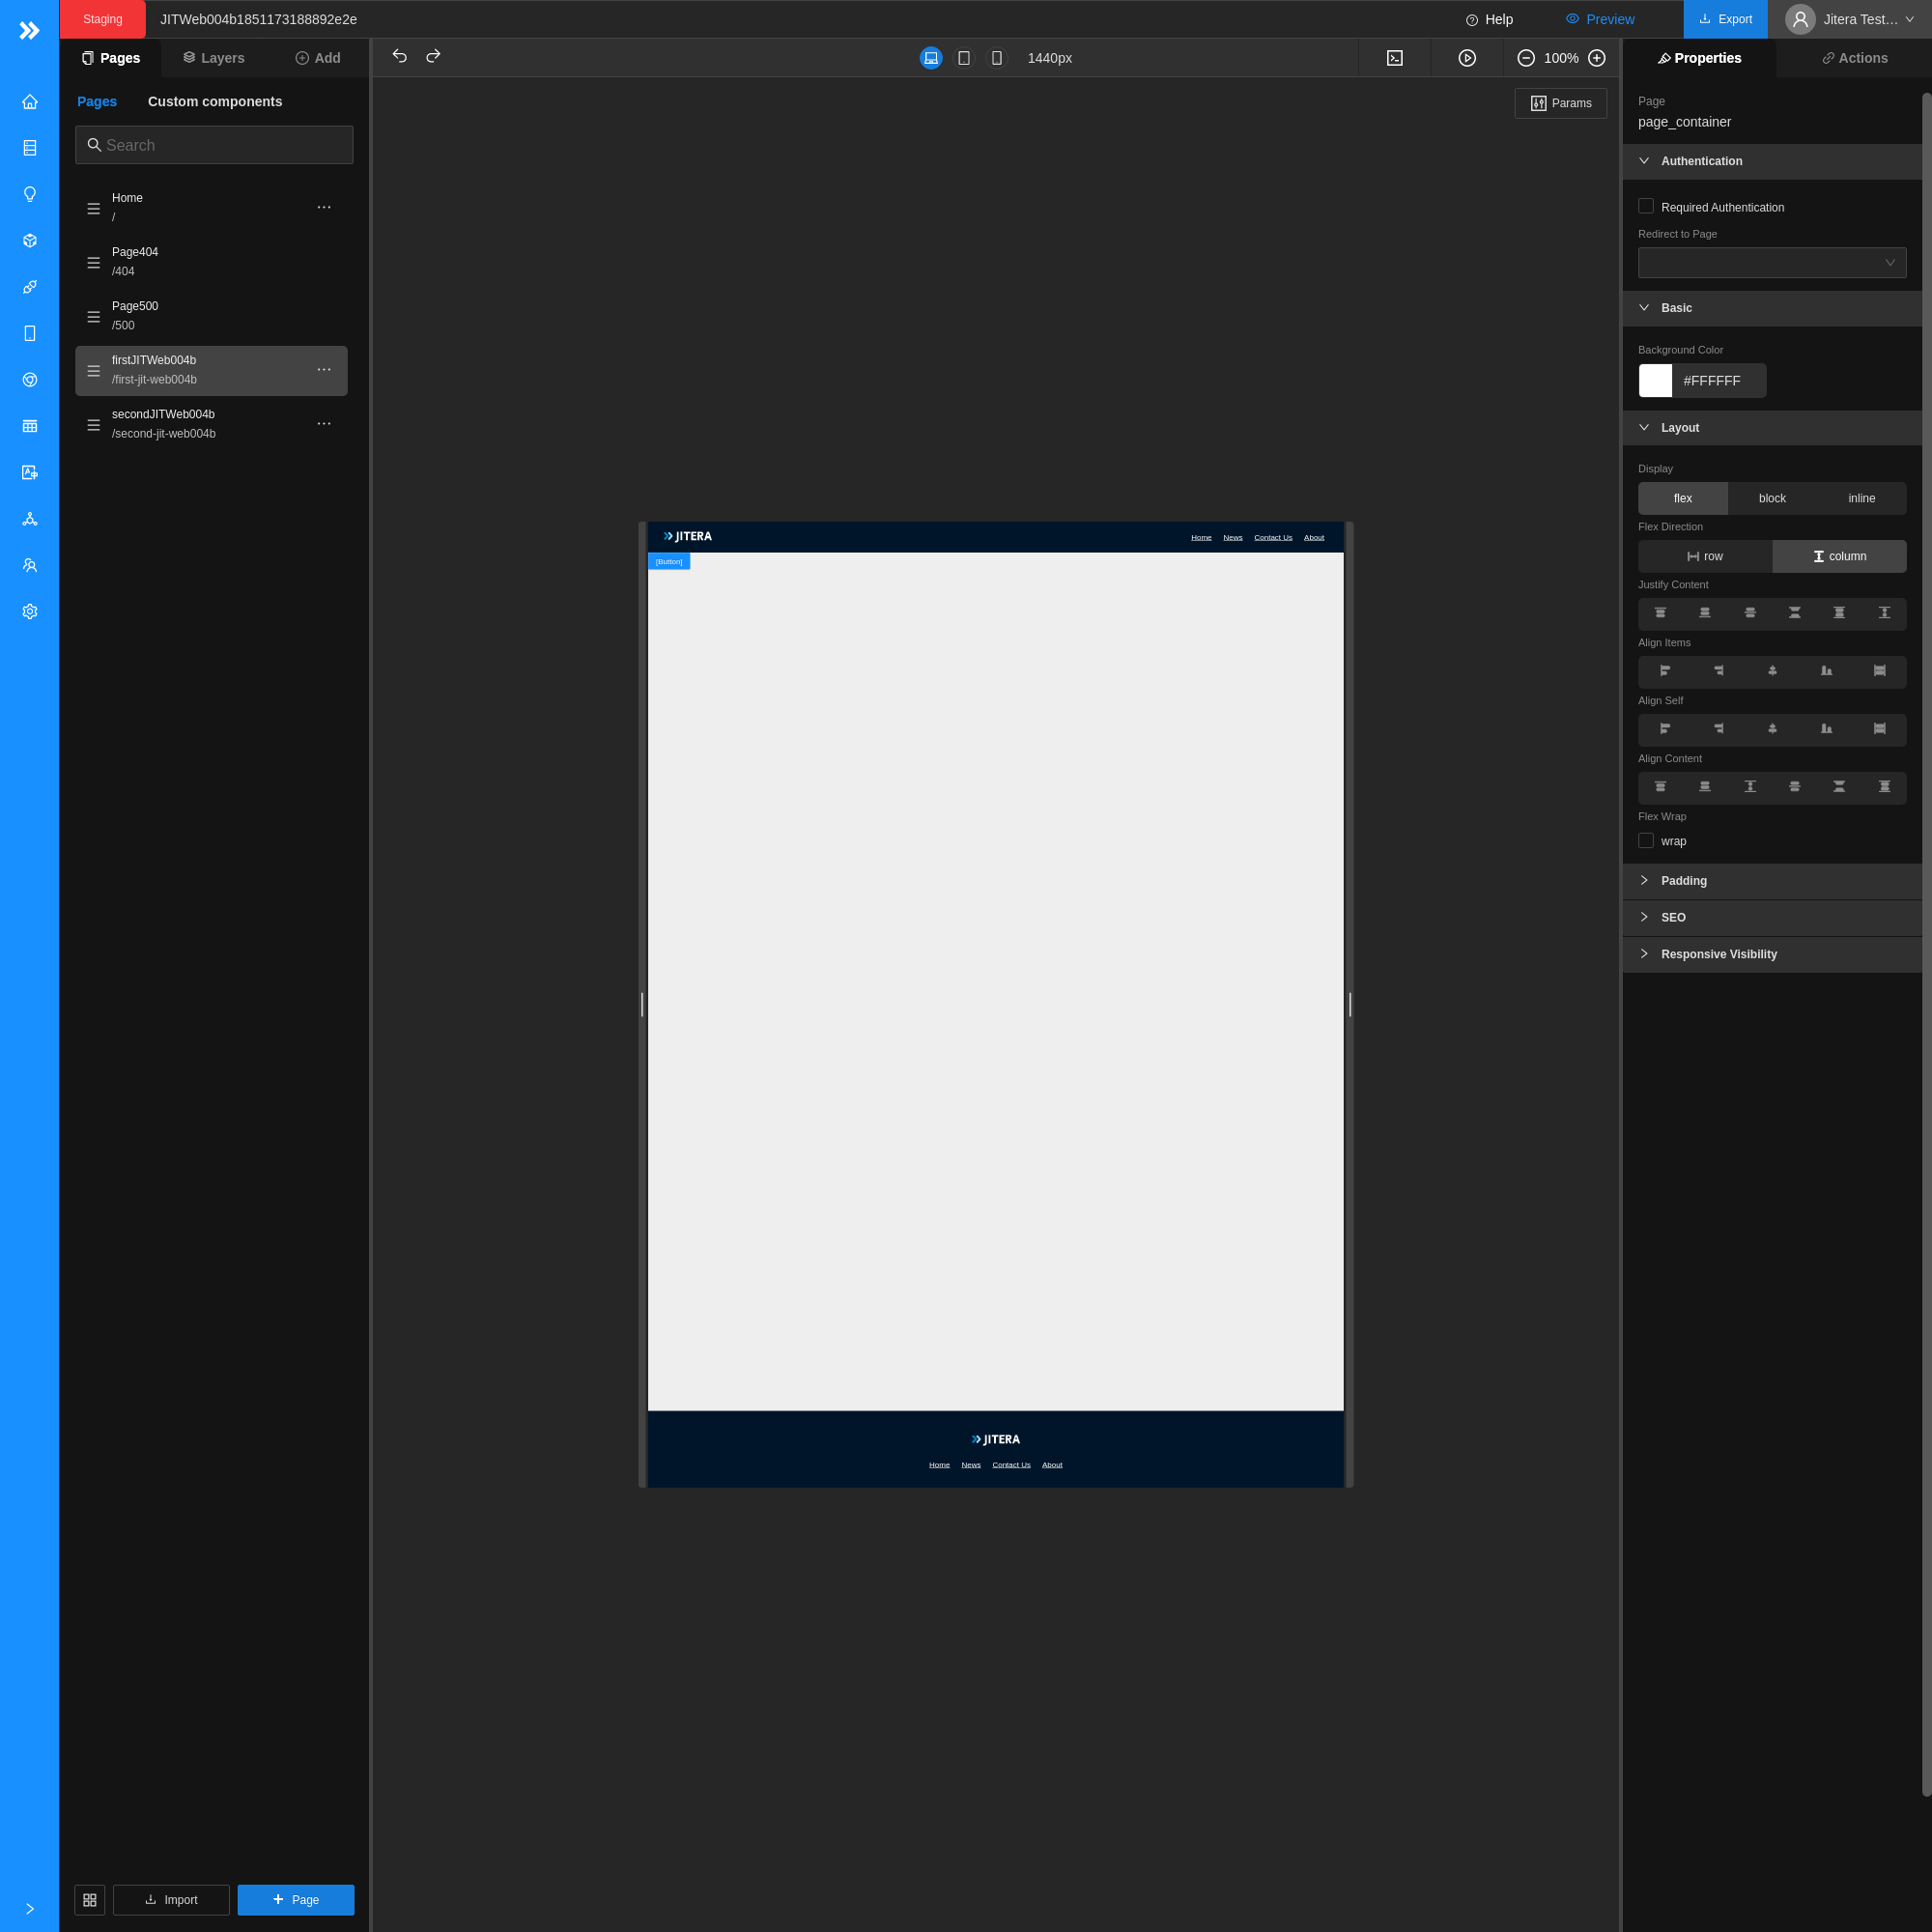 Staging
JITWeb004b1851173188892e2e
Help
Preview
Export
Jitera Test…
Pages
Layers
Add
1440px
100%
Properties
Actions
Pages
Custom components
Search
Home
/
Page404
/404
Page500
/500
firstJITWeb004b
/first-jit-web004b
secondJITWeb004b
/second-jit-web004b
Import
Page
Params
JITERA
Home
News
Contact Us
About
[Button]
JITERA
Home
News
Contact Us
About
Page
page_container
Authentication
Required Authentication
Redirect to Page
Basic
Background Color
#FFFFFF
Layout
Display
flex
block
inline
Flex Direction
row
column
Justify Content
Align Items
Align Self
Align Content
Flex Wrap
wrap
Padding
SEO
Responsive Visibility